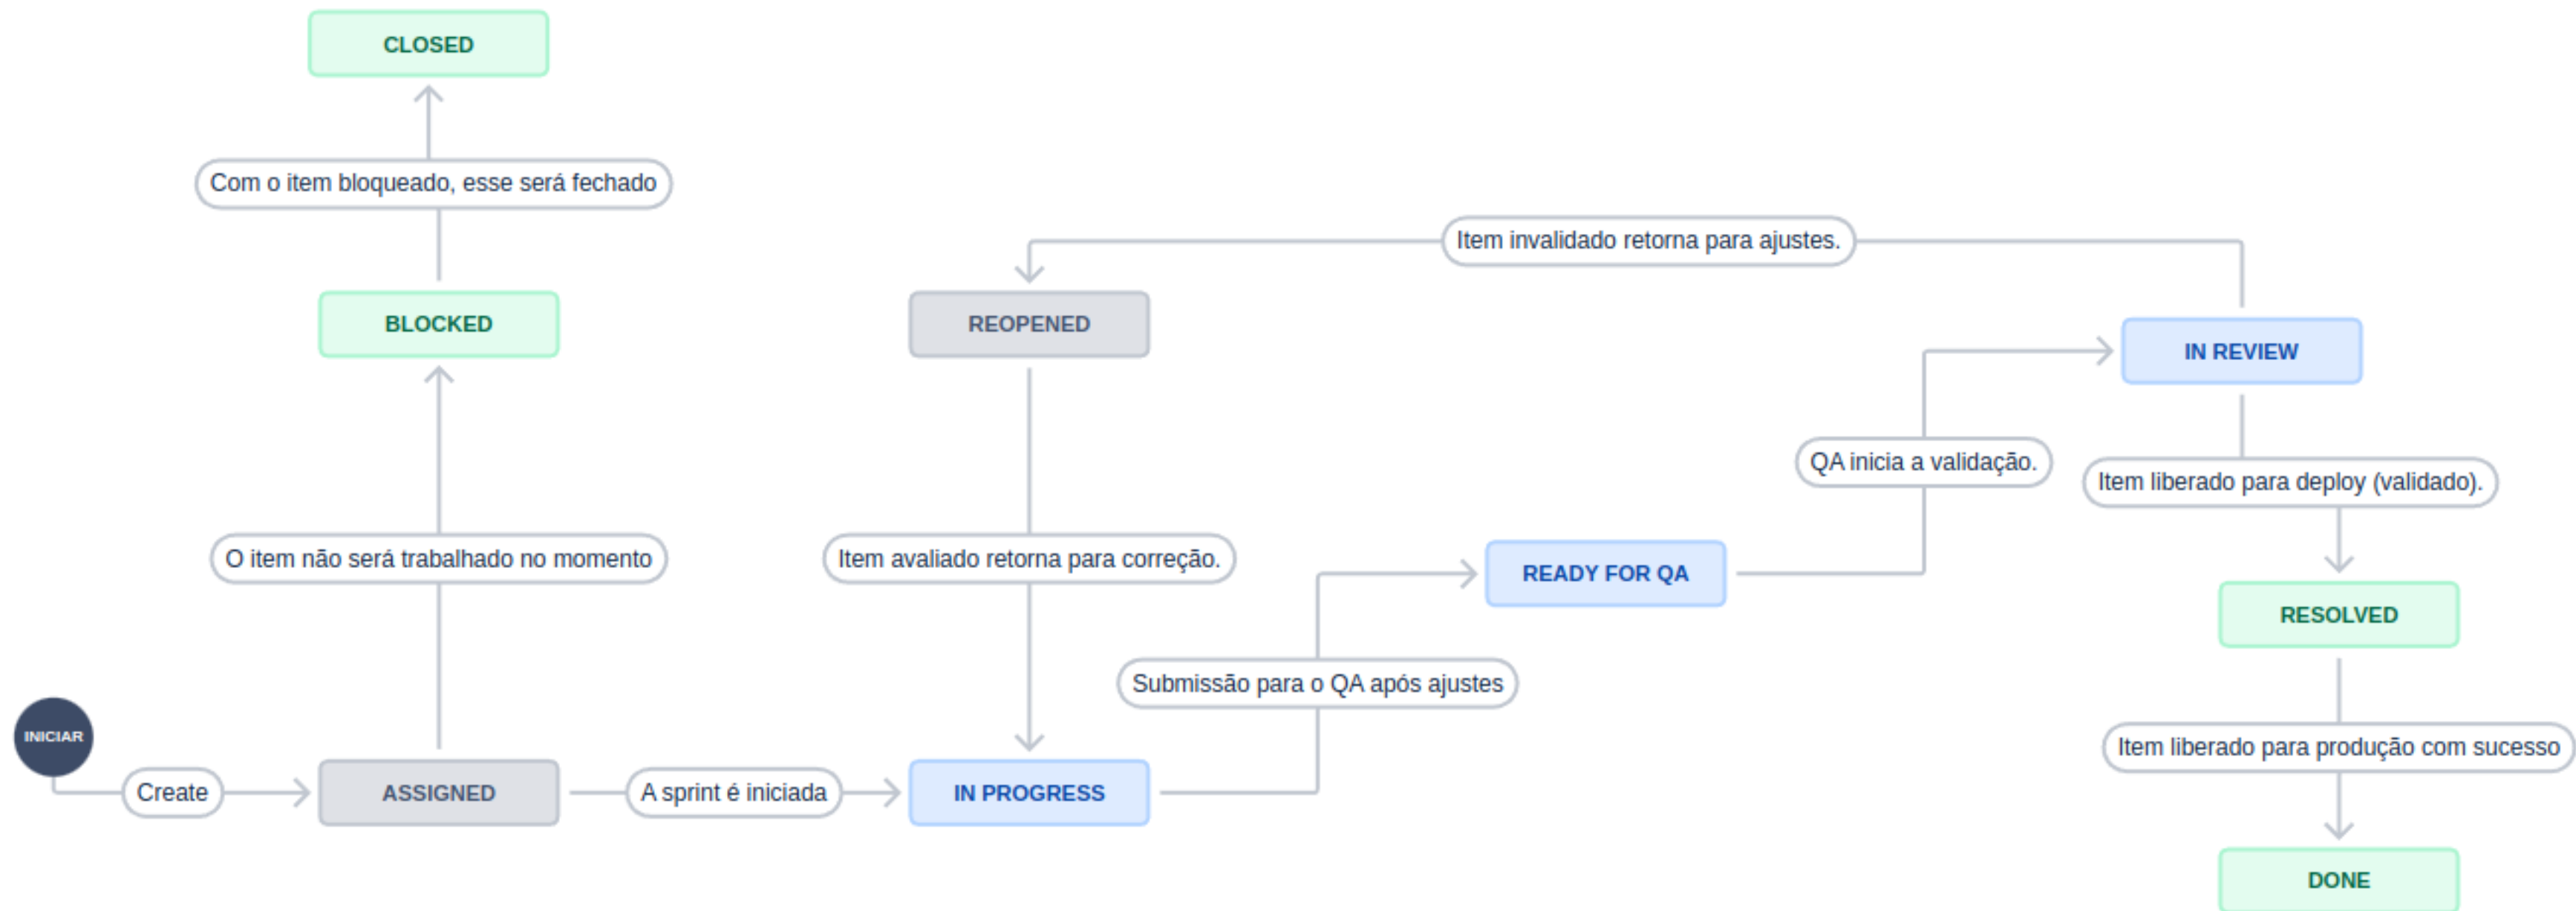 CLOSED
Com o item bloqueado, esse será fechado
Item invalidado retorna para ajustes.
BLOCKED
REOPENED
IN REVIEW
QA inicia a validação.
Item liberado para deploy (validado).
O item não será trabalhado no momento
Item avaliado retorna para correção.
READY FOR QA
RESOLVED
Submissão para o QA após ajustes
INICIAR
Item liberado para produção com sucesso
Create
ASSIGNED
A sprint é iniciada
IN PROGRESS
DONE